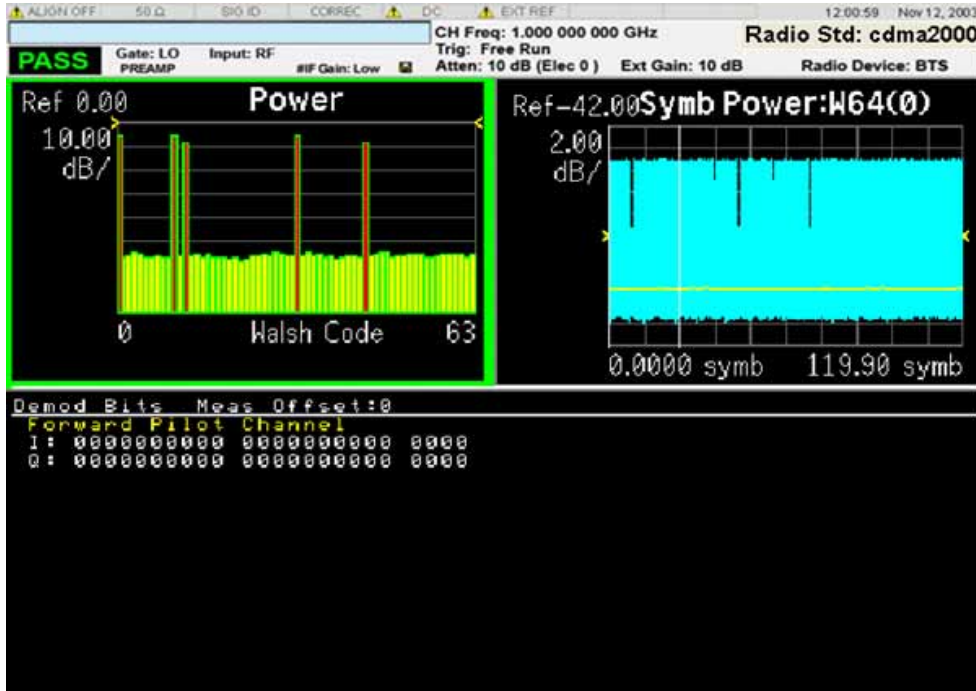 ALIGN OFF 50 Ω SIG ID CORREC DC EXT REF 12:00:59 Nov 12, 2003
CH Freq: 1.000 000 000 GHz Radio Std: cdma2000
PASS Gate: LO Input: RF Trig: Free Run
PREAMP #IF Gain: Low Atten: 10 dB (Elec 0 ) Ext Gain: 10 dB Radio Device: BTS
Ref 0.00 Power
10.00
dB/
0 Walsh Code 63
Ref-42.00Symb Power:W64(0)
2.00
dB/
0.0000 symb 119.90 symb
Demod Bits Meas Offset:0
Forward Pilot Channel
I: 0000000000 0000000000 0000
Q: 0000000000 0000000000 0000